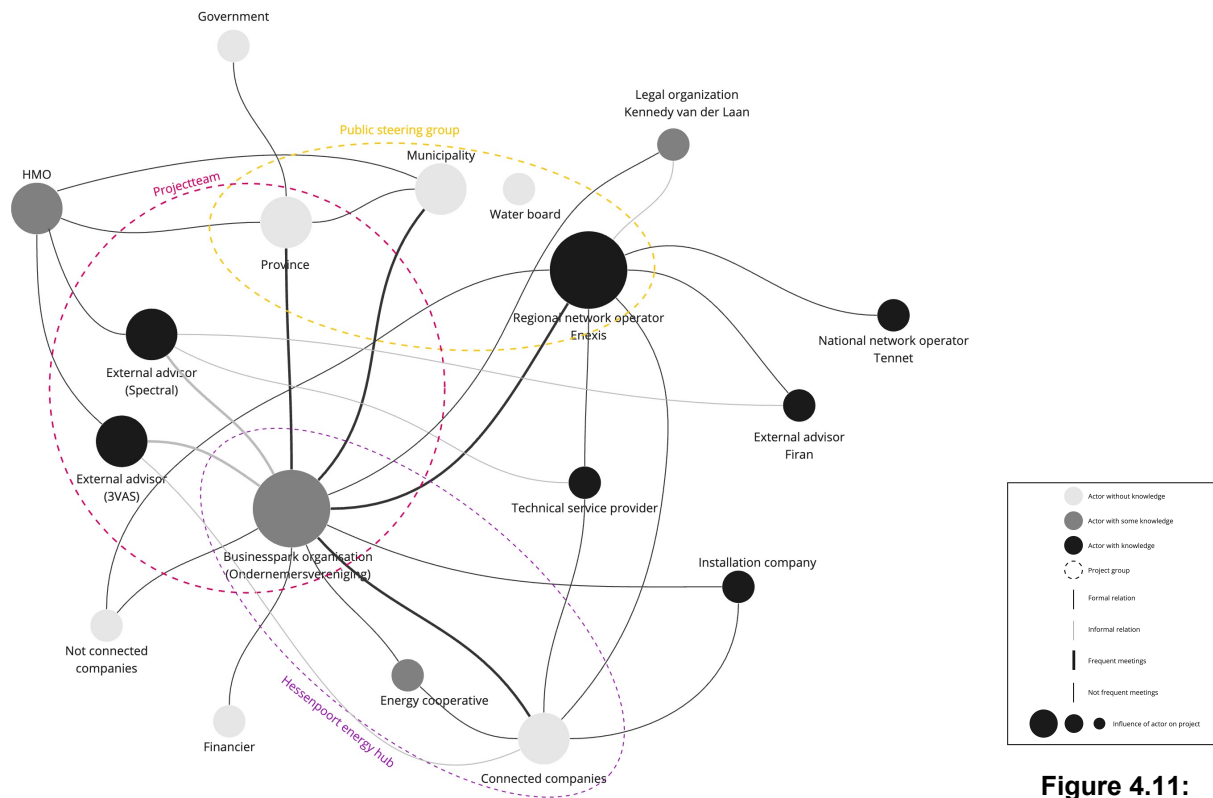 Government
Legal organization
Kennedy van der Laan
Public steering group
Municipality
HMO
Projectteam
Water board
Province
Regional network operator
Enexis
National network operator
Tennet
External advisor
(Spectral)
External advisor
Firan
External advisor
(3VAS)
Technical service provider
Businesspark organisation
(Ondernemersvereniging)
Installation company
Not connected
companies
Energy cooperative
Hessenpoort energy hub
Financier
Connected companies
Actor without knowledge
Actor with some knowledge
Actor with knowledge
Project group
Formal relation
Informal relation
Frequent meetings
Not frequent meetings
Influence of actor on project
Figure 4.11: